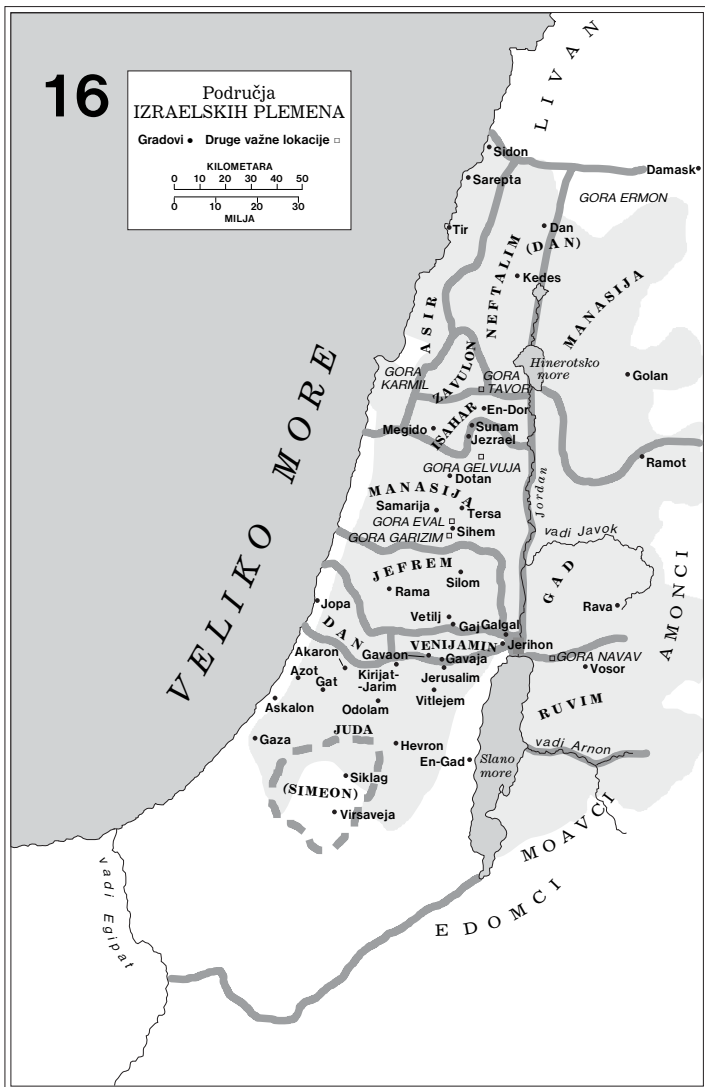 16
Područja
IZRAELSKIH PLEMENA
Gradovi • Druge važne lokacije □
KILOMETARA
0 10 20 30 40 50
0 10 20 30
MILJA
LIVAN
Sidon
Damask
Sarepta
GORA ERMON
Tir
Dan
(DAN)
NEFTALIM
Kedes
MANASIJA
ASIR
ZAVULON
GORA
KARMIL
GORA
TAVOR
Hinerotsko
more
Golan
En-Dor
ISAHAR
Megido
Sunam
Jezrael
GORA GELVUJA
Ramot
Dotan
MANASIJA
Samarija
Tersa
Jordan
GORA EVAL
Sihem
GORA GARIZIM
vadi Javok
VELIKO MORE
JEFREM
Silom
GAD
AMONCI
Rama
Rava
Jopa
Vetilj
Gaj
Galgal
DAN
VENIJAMIN
Jerihon
Akaron
Gavaon
Gavaja
GORA NAVAV
Vosor
Azot
Gat
Kirijat-
-Jarim
Jerusalim
Vitlejem
Askalon
Odolam
RUVIM
JUDA
Gaza
Hevron
En-Gad
Slano
more
vadi Arnon
Siklag
(SIMEON)
Virsaveja
MOAVCI
EDOMCI
vadi Egipat